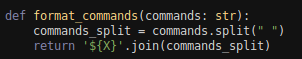 def format_commands(commands: str):
    commands_split = commands.split(" ")
    return '${X}'.join(commands_split)